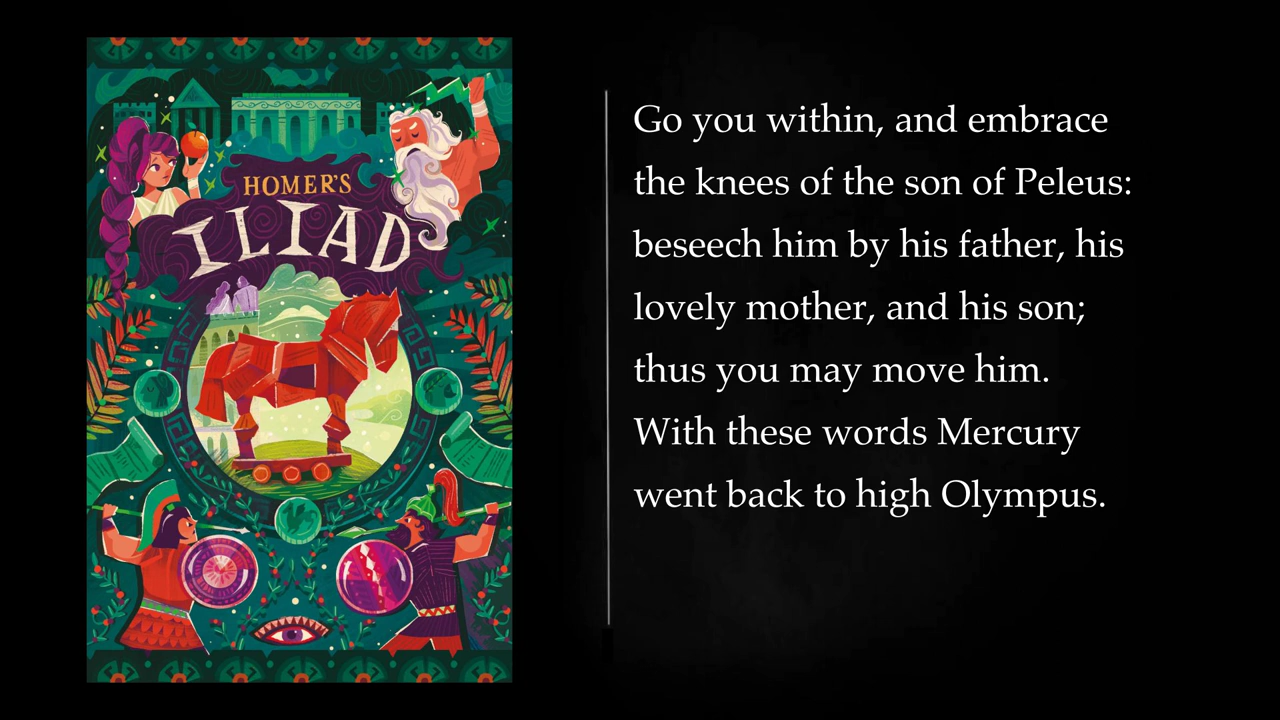 HOMER'S
ILIAD
Go you within, and embrace
the knees of the son of Peleus:
beseech him by his father, his
lovely mother, and his son;
thus you may move him.
With these words Mercury
went back to high Olympus.